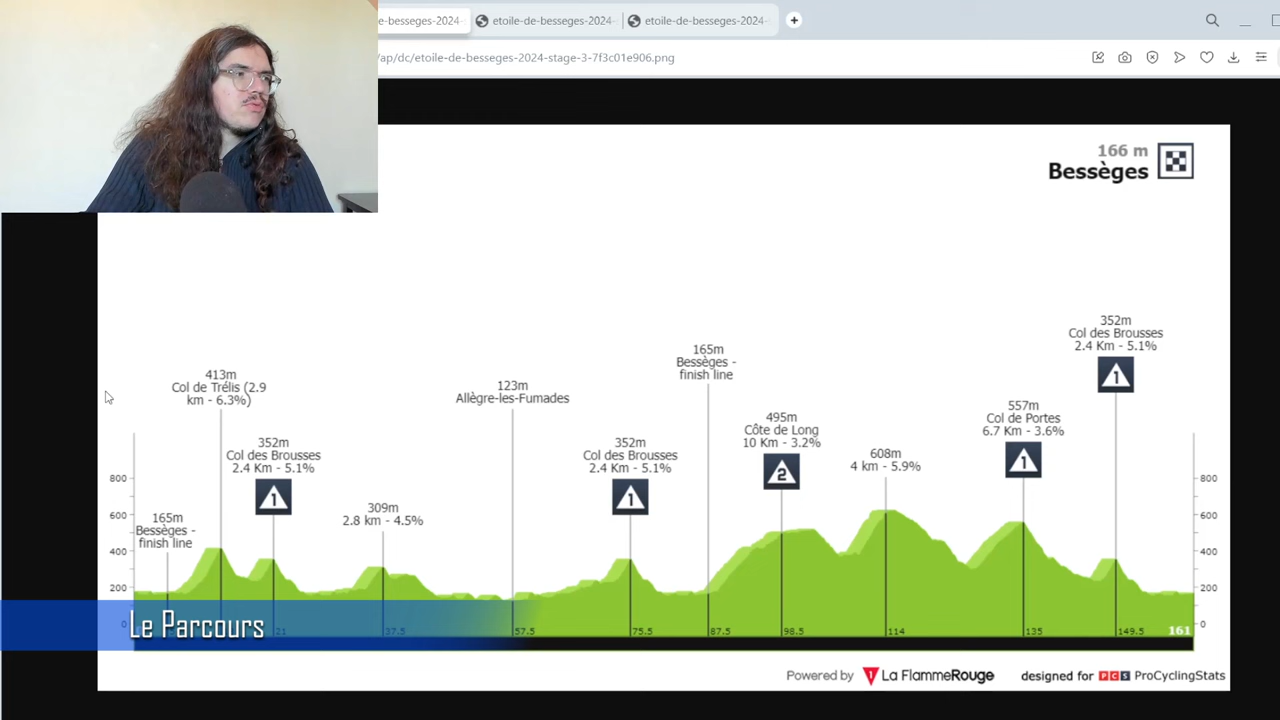 e-besseges-2024-
etoile-de-besseges-2024-
etoile-de-besseges-2024-
/ap/dc/etoile-de-besseges-2024-stage-3-7f3c01e906.png
166 m
Bessèges
352m
Col des Brousses
2.4 Km - 5.1%
1
165m
Bessèges -
finish line
413m
Col de Trélis (2.9
km - 6.3%)
123m
Allègre-les-Fumades
557m
Col de Portes
6.7 Km - 3.6%
1
495m
Côte de Long
10 Km - 3.2%
2
352m
Col des Brousses
2.4 Km - 5.1%
1
352m
Col des Brousses
2.4 Km - 5.1%
1
608m
4 km - 5.9%
309m
2.8 km - 4.5%
165m
Bessèges -
finish line
800
600
400
200
0
800
600
400
200
0
Le Parcours
21
37.5
57.5
75.5
87.5
98.5
114
135
149.5
161
Powered by La FlammeRouge designed for PCS ProCyclingStats